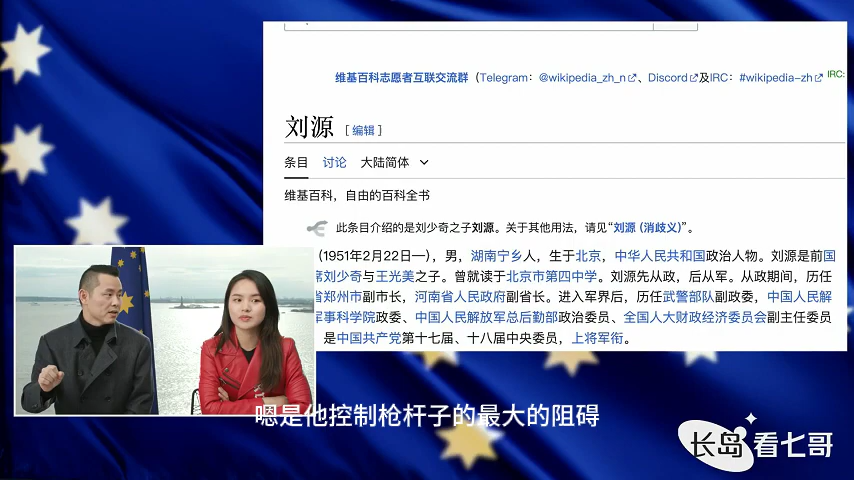 维基百科志愿者互联交流群（Telegram：@wikipedia_zh_n、Discord及IRC：#wikipedia-zh IRC:
刘源 [编辑]
条目 讨论 大陆简体
维基百科，自由的百科全书
此条目介绍的是刘少奇之子刘源。关于其他用法，请见“刘源 (消歧义)”。
(1951年2月22日—)，男，湖南宁乡人，生于北京，中华人民共和国政治人物。刘源是前国
席刘少奇与王光美之子。曾就读于北京市第四中学。刘源先从政，后从军。从政期间，历任
省郑州市副市长，河南省人民政府副省长。进入军界后，历任武警部队副政委，中国人民解
军事科学院政委、中国人民解放军总后勤部政治委员、全国人大财政经济委员会副主任委员
是中国共产党第十七届、十八届中央委员，上将军衔。
嗯是他控制枪杆子的最大的阻碍
长岛看七哥